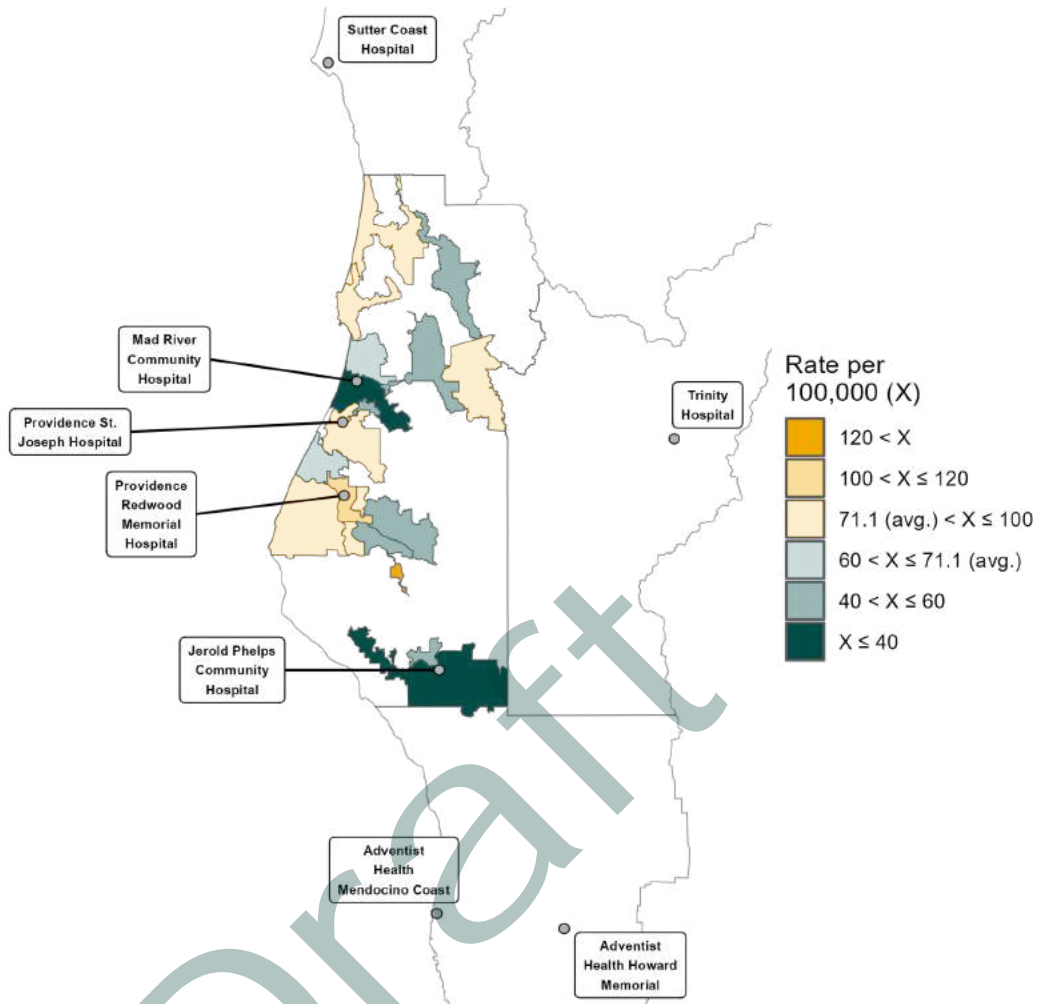 Sutter Coast
Hospital
Mad River
Community
Hospital
Providence St.
Joseph Hospital
Providence
Redwood
Memorial
Hospital
Trinity
Hospital
Jerold Phelps
Community
Hospital
Adventist
Health
Mendocino Coast
Adventist
Health Howard
Memorial
Rate per
100,000 (X)
120 < X
100 < X ≤ 120
71.1 (avg.) < X ≤ 100
60 < X ≤ 71.1 (avg.)
40 < X ≤ 60
X ≤ 40
Draft